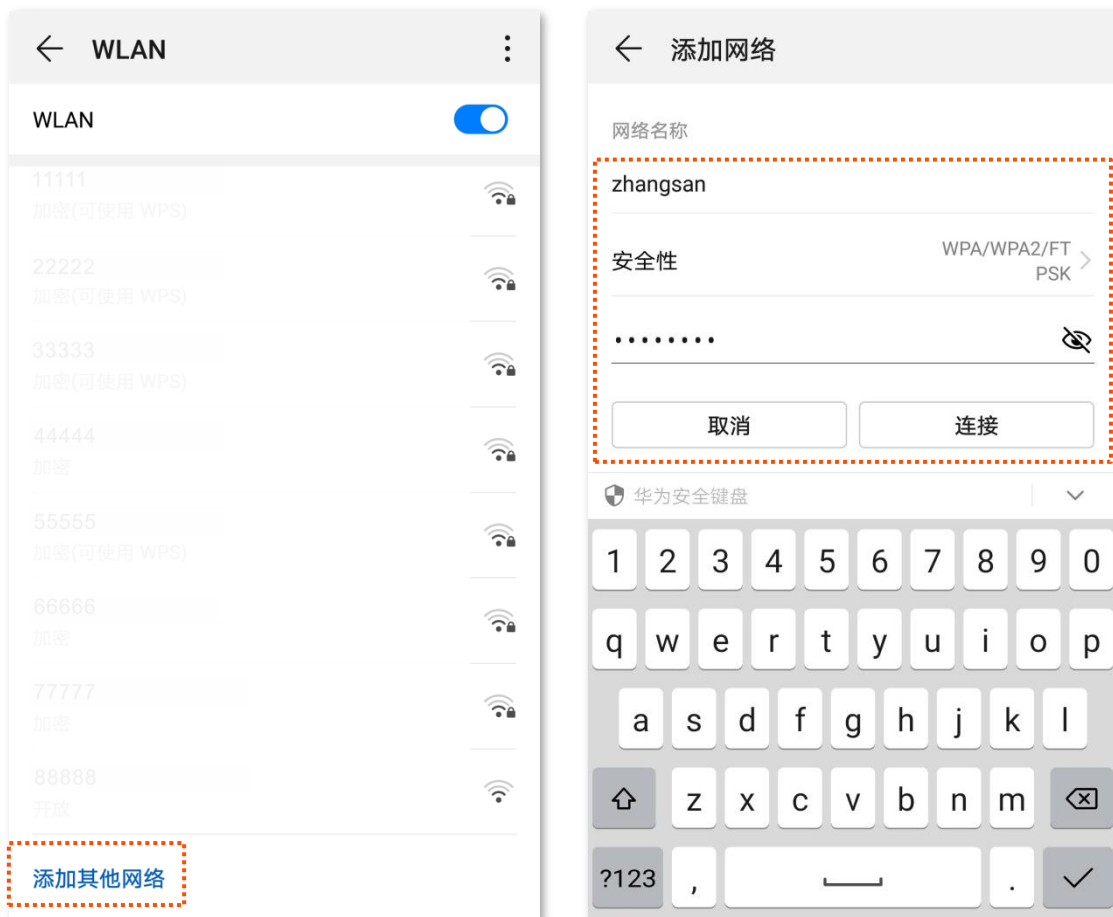 WLAN
WLAN
11111
加密(可使用 WPS)
22222
加密(可使用 WPS)
33333
加密(可使用 WPS)
44444
加密
55555
加密(可使用 WPS)
66666
加密
77777
加密
88888
开放
添加其他网络
添加网络
网络名称
zhangsan
安全性
WPA/WPA2/FT
PSK
••••••••
取消 连接
华为安全键盘
1 2 3 4 5 6 7 8 9 0
q w e r t y u i o p
a s d f g h j k l
z x c v b n m
?123 , .